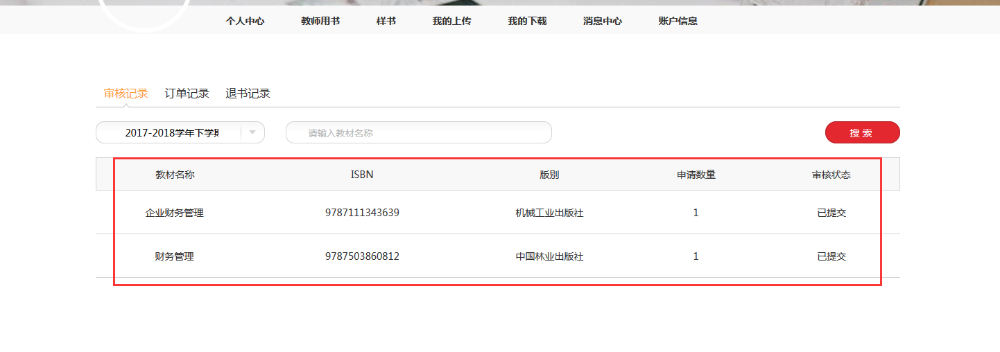 个人中心 教师用书 样书 我的上传 我的下载 消息中心 账户信息
审核记录 订单记录 退书记录
2017-2018学年下学期 请输入教材名称 搜 索
教材名称 ISBN 版别 申请数量 审核状态
企业财务管理 9787111343639 机械工业出版社 1 已提交
财务管理 9787503860812 中国林业出版社 1 已提交